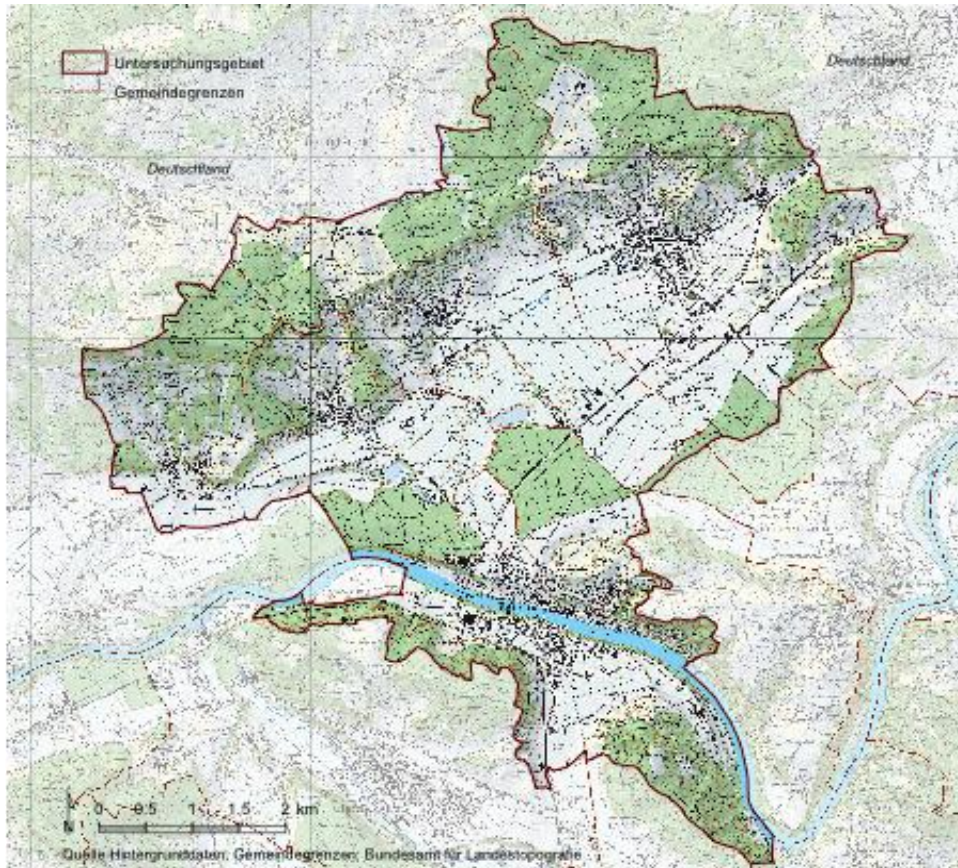 Untersuchungsgebiet
Gemeindegrenzen
Deutschland
Deutschland
0 0.5 1 1.5 2 km
N
Quelle Hintergrunddaten, Gemeindegrenzen: Bundesamt für Landestopografie